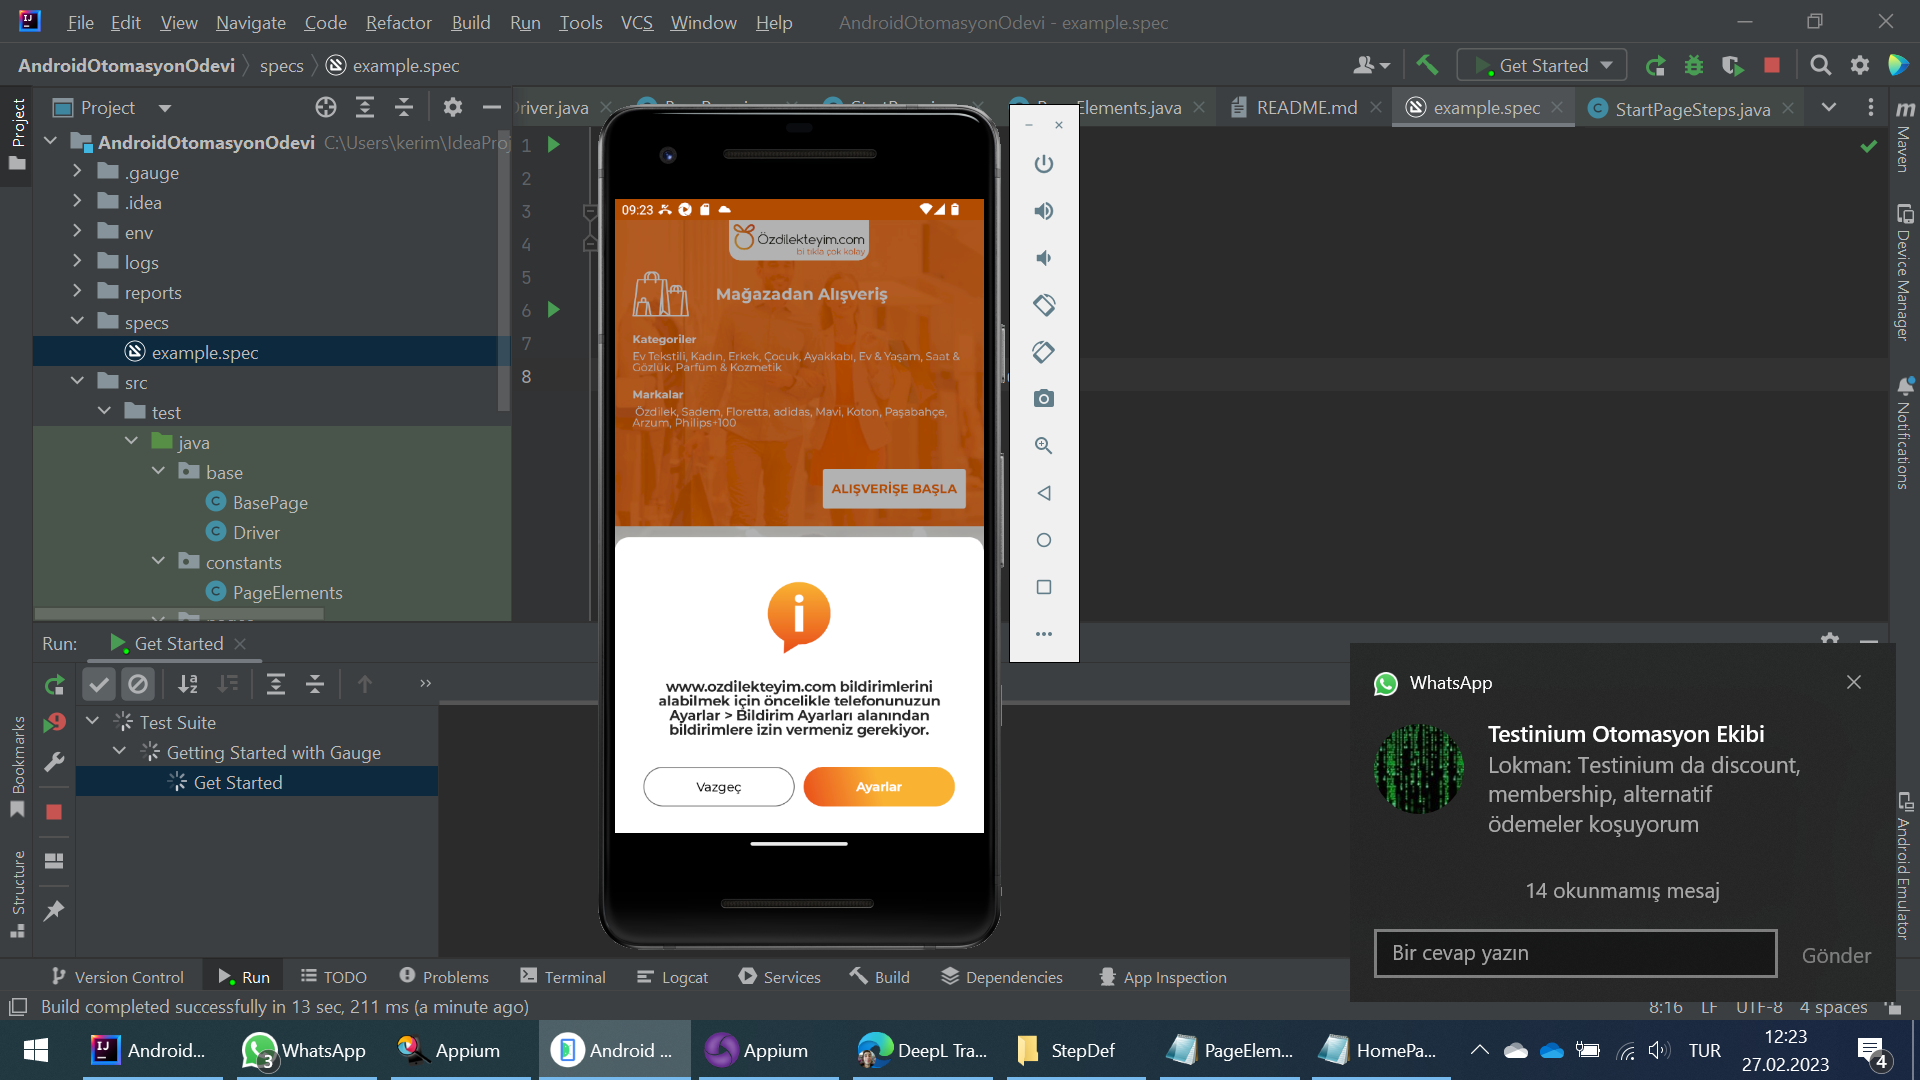 File Edit View Navigate Code Refactor Build Run Tools VCS Window Help AndroidOtomasyonOdevi - example.spec
AndroidOtomasyonOdevi specs example.spec
Get Started
Project
river.java
Elements.java
README.md
example.spec
StartPageSteps.java
Project
Bookmarks
Structure
Maven
Device Manager
Notifications
Android Emulator
AndroidOtomasyonOdevi C:\Users\kerim\IdeaProj
.gauge
.idea
env
logs
reports
specs
example.spec
src
test
java
base
BasePage
Driver
constants
PageElements
1
2
3
4
5
6
7
8
09:23
Özdilekteyim.com
bi tıkla çok kolay
Mağazadan Alışveriş
Kategoriler
Ev Tekstili, Kadın, Erkek, Çocuk, Ayakkabı, Ev & Yaşam, Saat &
Gözlük, Parfüm & Kozmetik
Markalar
Özdilek, Sadem, Floretta, adidas, Mavi, Koton, Paşabahçe,
Arzum, Philips+100
ALIŞVERİŞE BAŞLA
www.ozdilekteyim.com bildirimlerini
alabilmek için öncelikle telefonunuzun
Ayarlar > Bildirim Ayarları alanından
bildirimlere izin vermeniz gerekiyor.
Vazgeç
Ayarlar
Run: Get Started
Test Suite
Getting Started with Gauge
Get Started
WhatsApp
Testinium Otomasyon Ekibi
Lokman: Testinium da discount,
membership, alternatif
ödemeler koşuyorum
14 okunmamış mesaj
Bir cevap yazın
Gönder
Version Control Run TODO Problems Terminal Logcat Services Build Dependencies App Inspection
Build completed successfully in 13 sec, 211 ms (a minute ago)
8:16 LF UTF-8 4 spaces
Android...
WhatsApp
3
Appium
Android ...
Appium
DeepL Tra...
StepDef
PageElem...
HomePa...
TUR
12:23
27.02.2023
4